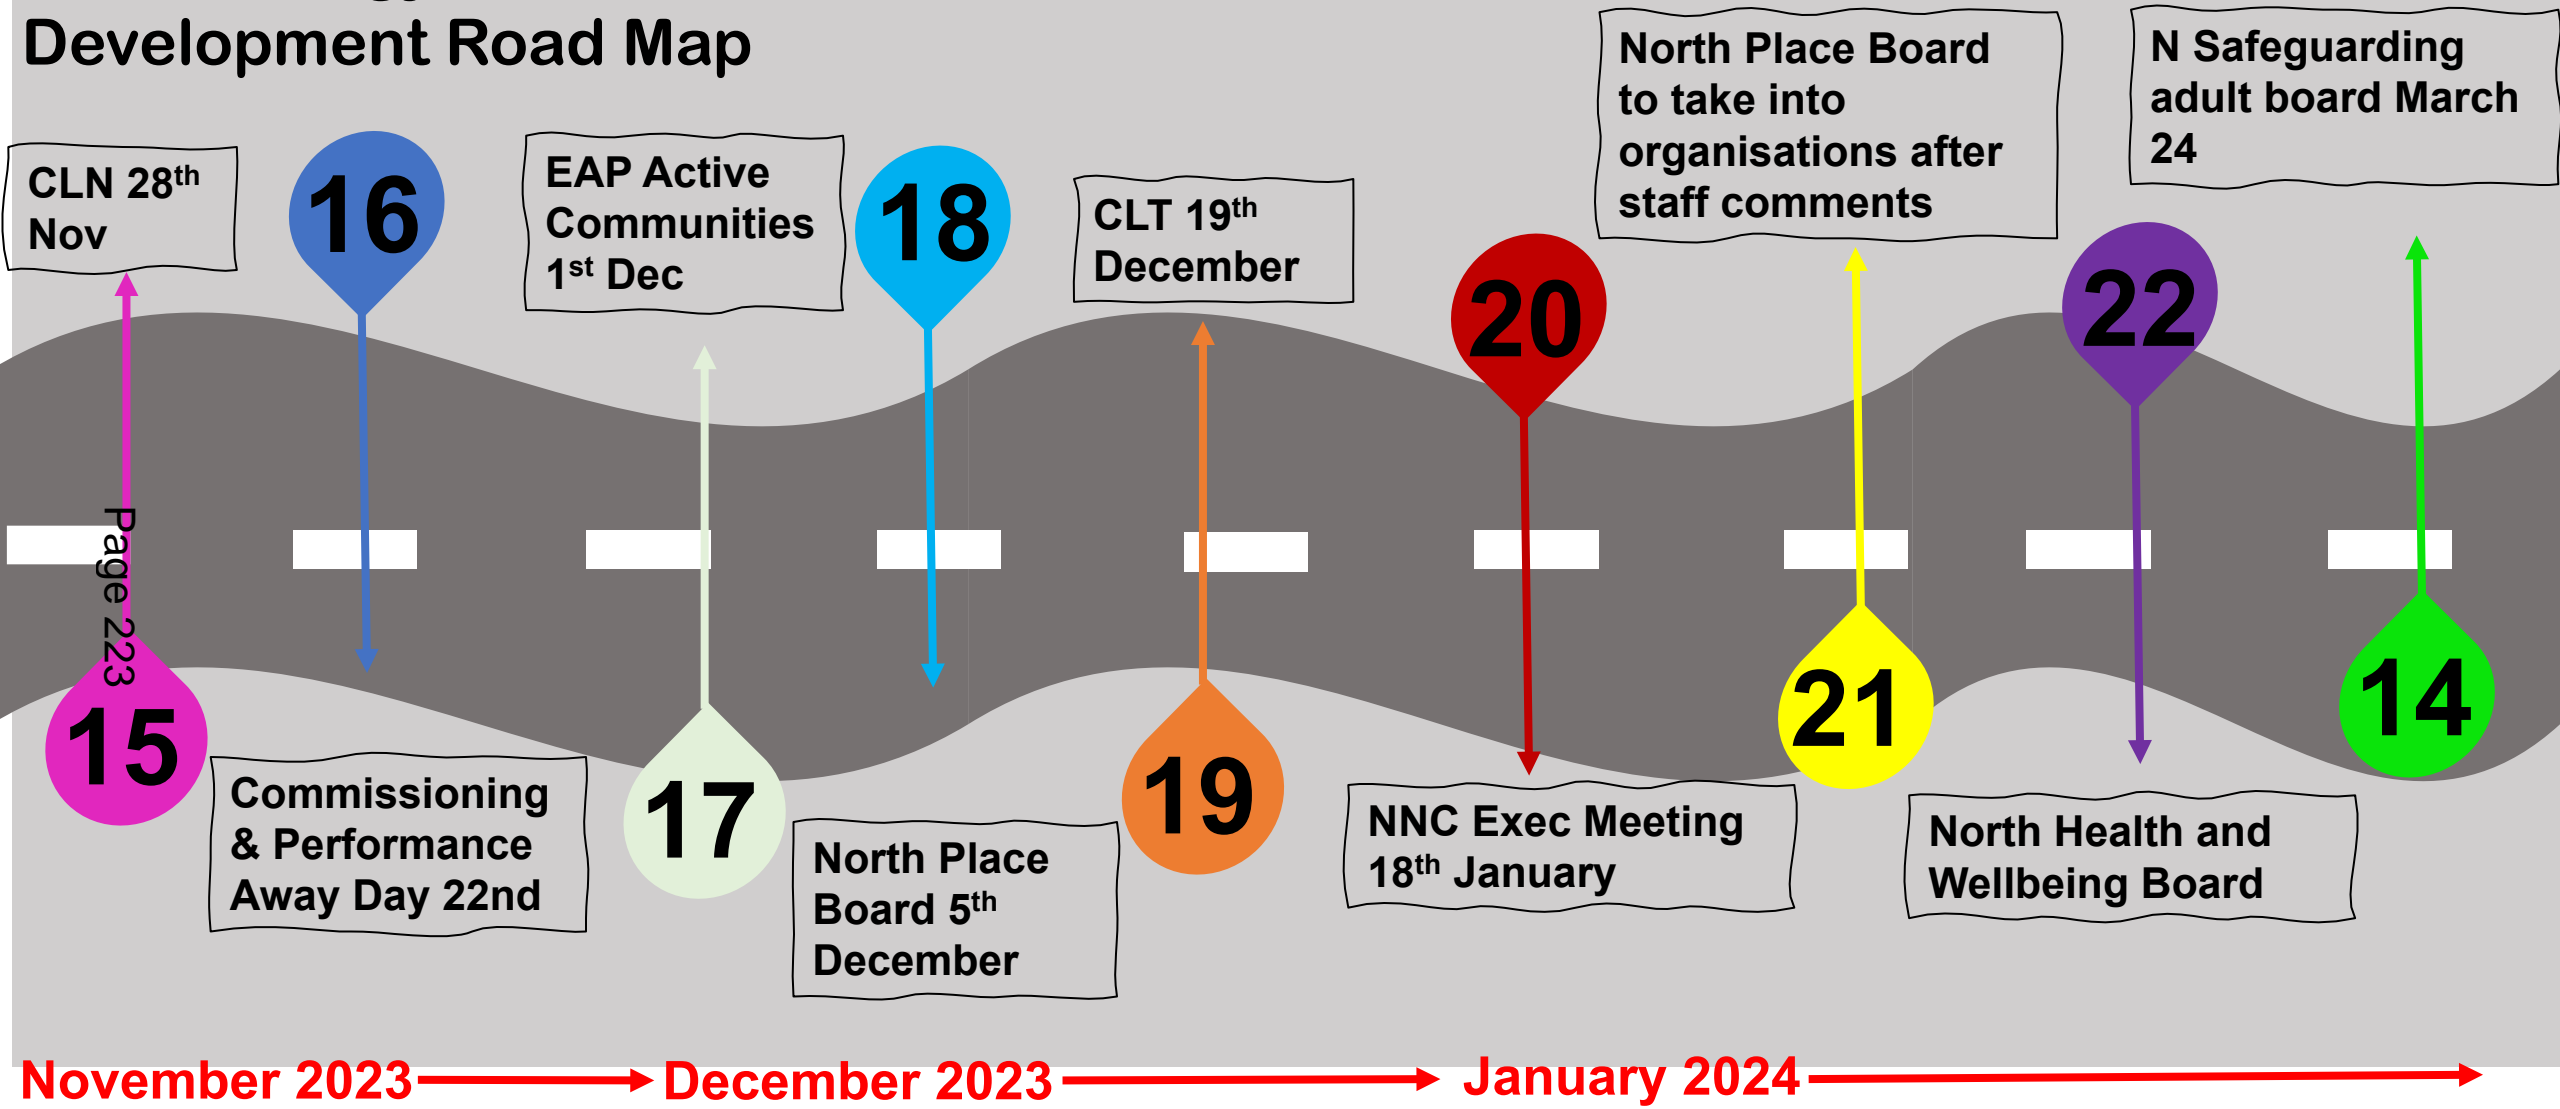 Development Road Map
CLN 28th
Nov
16
EAP Active
Communities
1st Dec
18
CLT 19th
December
20
North Place Board
to take into
organisations after
staff comments
22
N Safeguarding
adult board March
24
Page 223
15
Commissioning
& Performance
Away Day 22nd
17
North Place
Board 5th
December
19
NNC Exec Meeting
18th January
21
North Health and
Wellbeing Board
14
November 2023
December 2023
January 2024